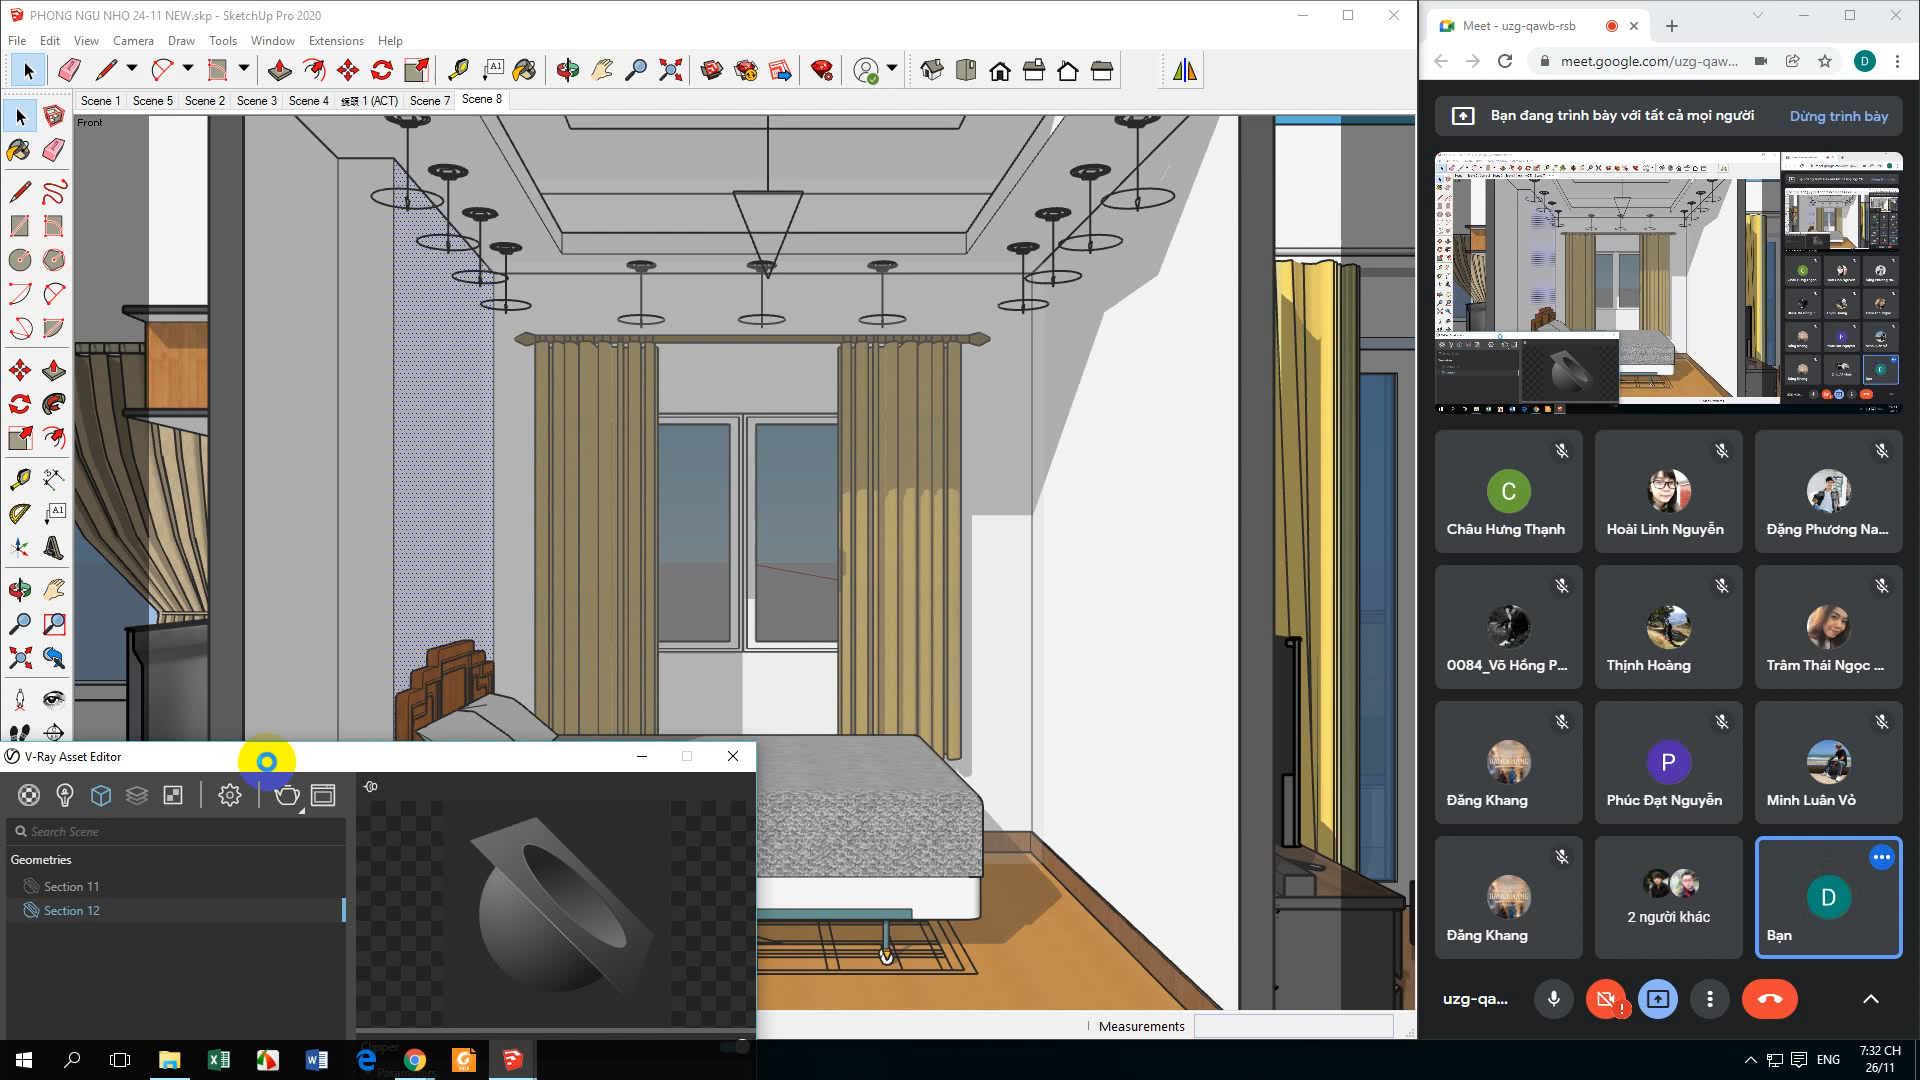 PHONG NGU NHO 24-11 NEW.skp - SketchUp Pro 2020
File Edit View Camera Draw Tools Window Extensions Help
A1
Scene 1 Scene 5 Scene 2 Scene 3 Scene 4 1 (ACT) Scene 7 Scene 8
Front
A1
V-Ray Asset Editor
Search Scene
Geometries
Section 11
Section 12
Clipper
Parameters
Measurements
Meet - uzg-qawb-rsb
meet.google.com/uzg-qaw...
D
Bạn đang trình bày với tất cả mọi người
Dừng trình bày
C
Châu Hưng Thạnh
Hoài Linh Nguyễn
Đặng Phương Na...
0084_Võ Hồng P...
Thịnh Hoàng
Trâm Thái Ngọc ...
Đăng Khang
P
Phúc Đạt Nguyễn
Minh Luân Vỏ
Đăng Khang
2 người khác
D
Bạn
uzg-qa...
ENG
7:32 CH
26/11